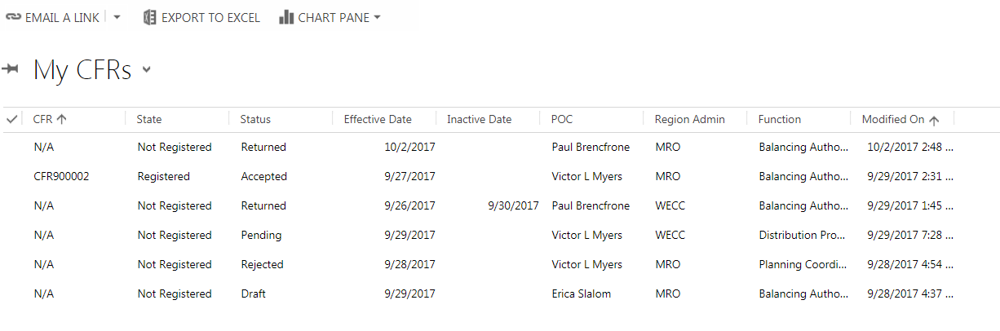 EMAIL A LINK EXPORT TO EXCEL CHART PANE
My CFRs
CFR State Status Effective Date Inactive Date POC Region Admin Function Modified On
N/A Not Registered Returned 10/2/2017 Paul Brencfrone MRO Balancing Autho... 10/2/2017 2:48 ...
CFR900002 Registered Accepted 9/27/2017 Victor L Myers MRO Balancing Autho... 9/29/2017 2:31 ...
N/A Not Registered Returned 9/26/2017 9/30/2017 Paul Brencfrone WECC Balancing Autho... 9/29/2017 1:45 ...
N/A Not Registered Pending 9/29/2017 Victor L Myers WECC Distribution Pro... 9/29/2017 7:28 ...
N/A Not Registered Rejected 9/28/2017 Victor L Myers MRO Planning Coordi... 9/28/2017 4:54 ...
N/A Not Registered Draft 9/29/2017 Erica Slalom MRO Balancing Autho... 9/28/2017 4:37 ...